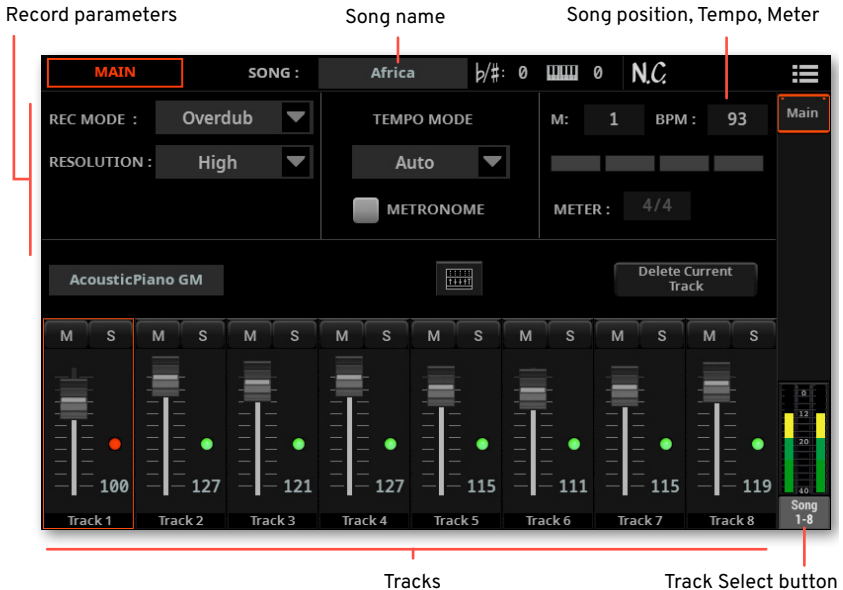 Record parameters
Song name
Song position, Tempo, Meter
MAIN
SONG :
Africa
♭/#: 0
0
N.C.
REC MODE :
Overdub
TEMPO MODE
M: 1
BPM : 93
Main
RESOLUTION :
High
Auto
METRONOME
METER :
4/4
AcousticPiano GM
Delete Current
Track
M S M S M S M S M S M S M S M S
0
12
20
40
100 127 121 127 115 111 115 119
Track 1 Track 2 Track 3 Track 4 Track 5 Track 6 Track 7 Track 8
Song
1-8
Tracks
Track Select button